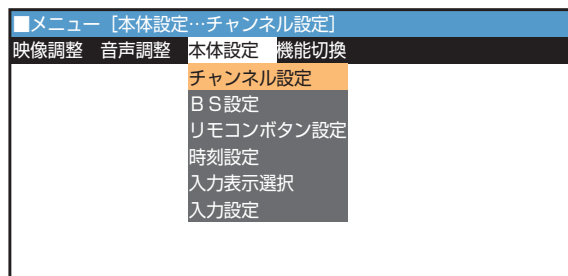 ■メニュー［本体設定…チャンネル設定］
映像調整 音声調整 本体設定 機能切換
チャンネル設定
ＢＳ設定
リモコンボタン設定
時刻設定
入力表示選択
入力設定